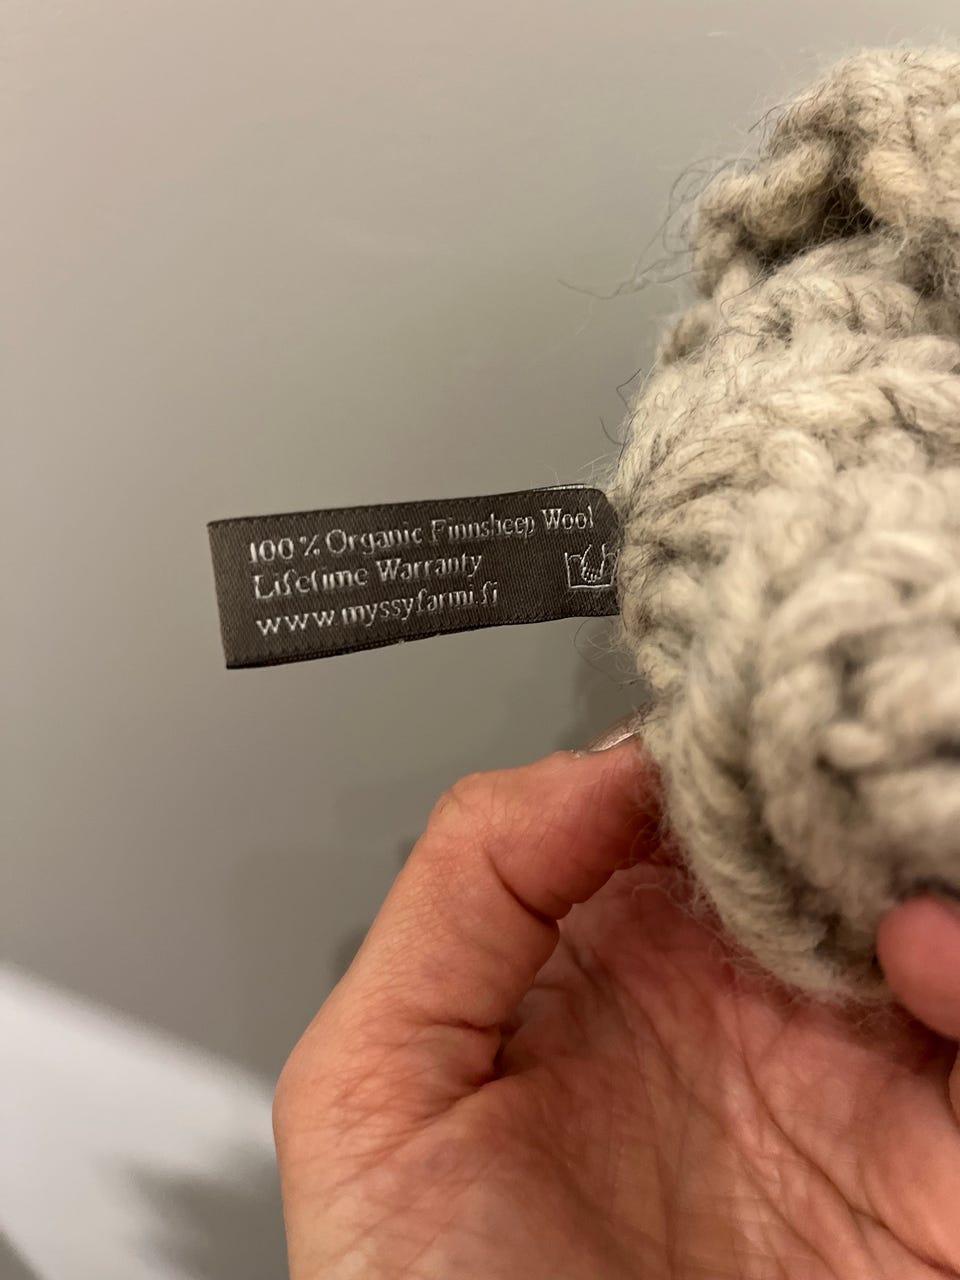 100 % Organic Finnsheep Wool
Lifetime Warranty
www.myssyfarmi.fi